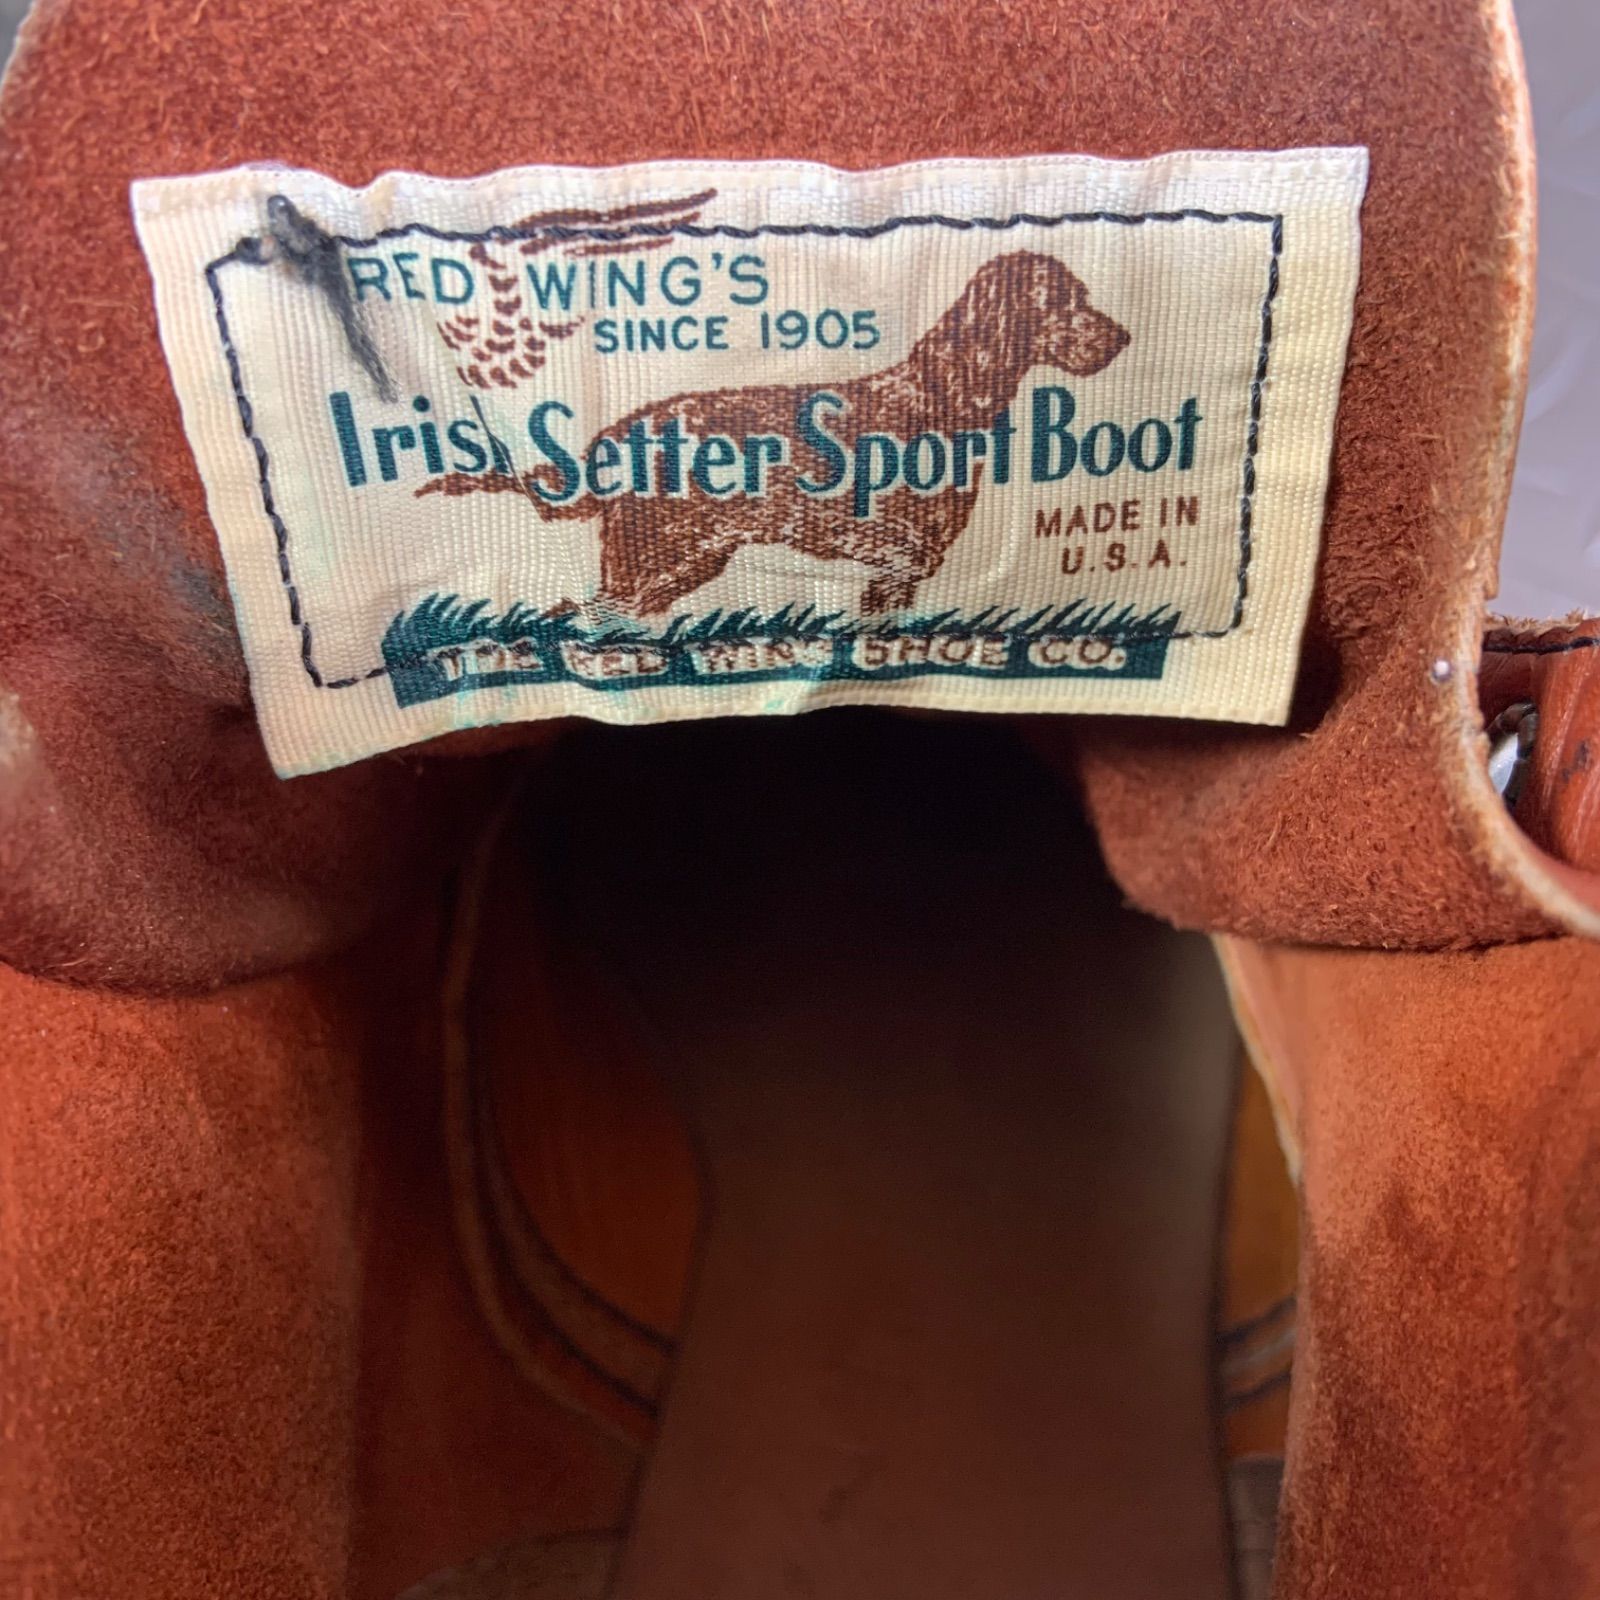 RED WING'S
SINCE 1905
Irish Setter Sport Boot
MADE IN
U.S.A.
THE RED WING SHOE CO.